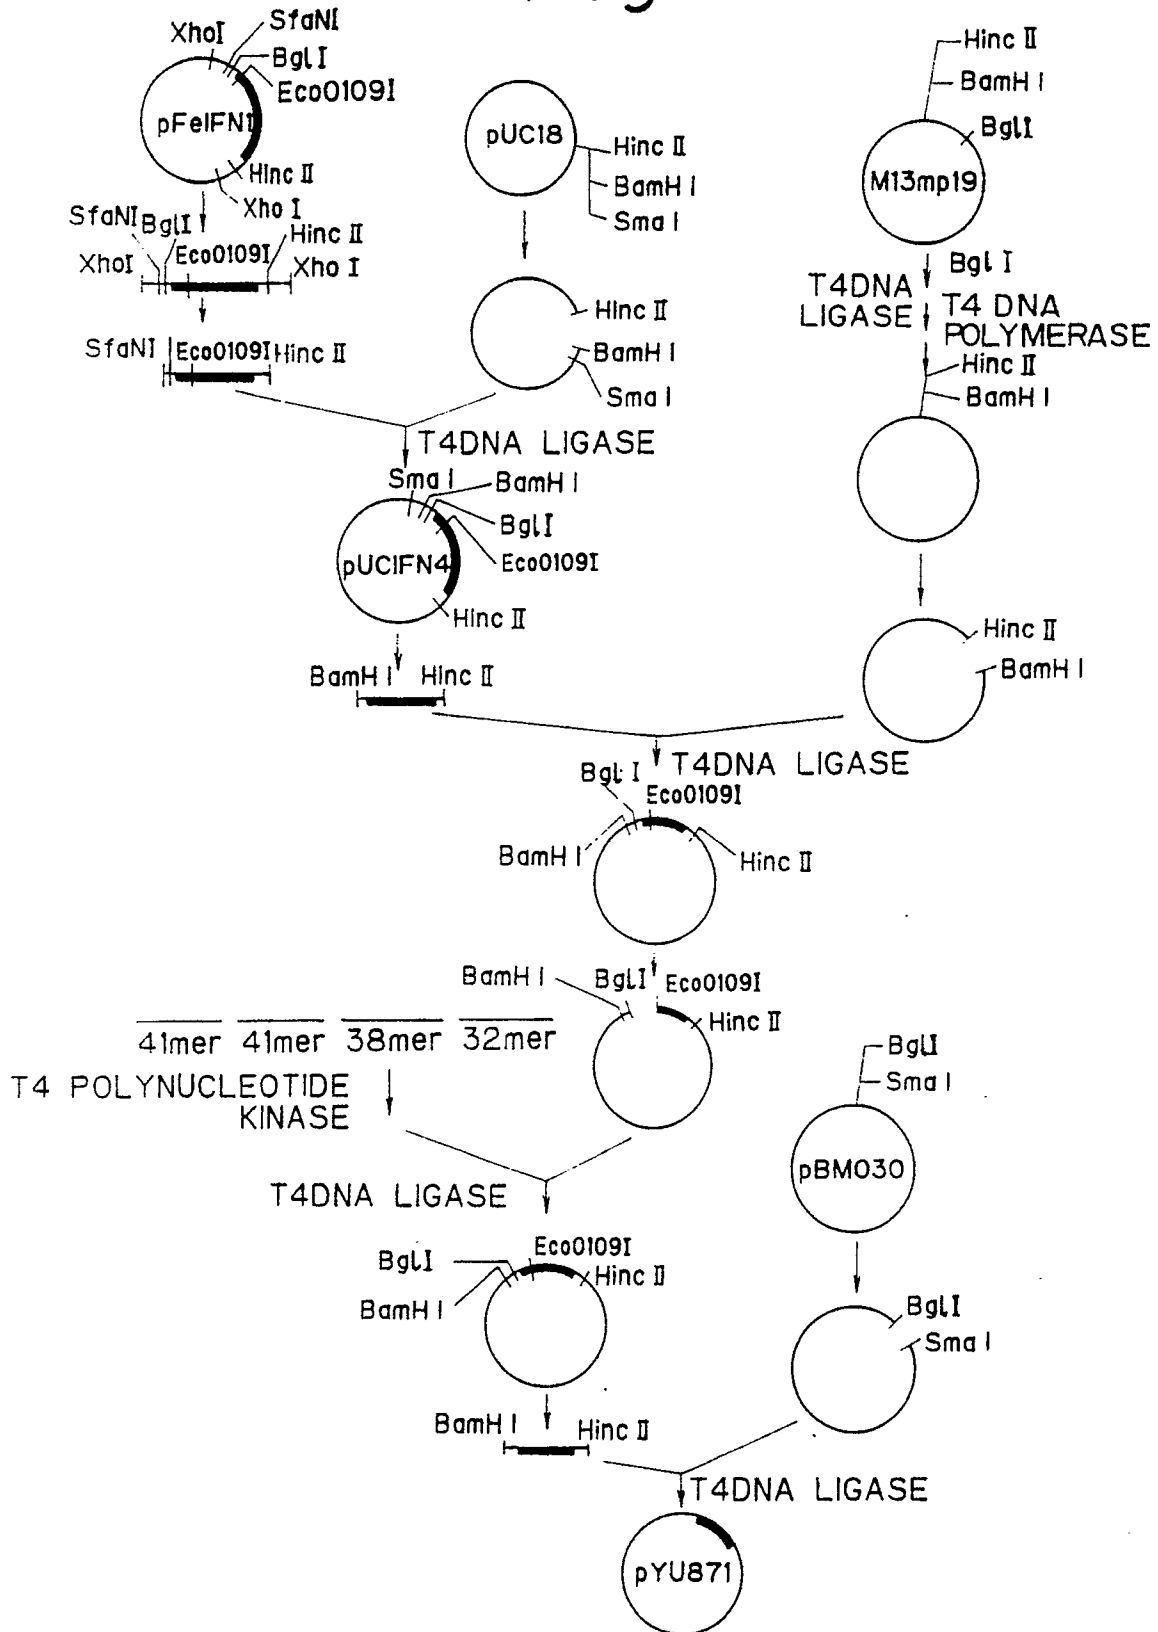 XhoI
SfaNI
BglI
Eco0109I
pFeIFN1
HincII
XhoI
SfaNI
BglI
Eco0109I
HincII
XhoI
XhoI
SfaNI
Eco0109I
HincII
pUC18
HincII
BamHI
SmaI
HincII
BamHI
SmaI
HincII
BamHI
BglI
M13mp19
BglI
T4DNA
LIGASE
T4 DNA
POLYMERASE
HincII
BamHI
T4DNA LIGASE
SmaI
BamHI
BglI
Eco0109I
pUCIFN4
HincII
BamHI
HincII
HincII
BamHI
T4DNA LIGASE
BglI
Eco0109I
BamHI
HincII
BamHI
BglI
Eco0109I
HincII
41mer 41mer 38mer 32mer
T4 POLYNUCLEOTIDE
KINASE
BglI
SmaI
pBM030
T4DNA LIGASE
BglI
Eco0109I
HincII
BamHI
BglI
SmaI
BamHI
HincII
T4DNA LIGASE
pYU871